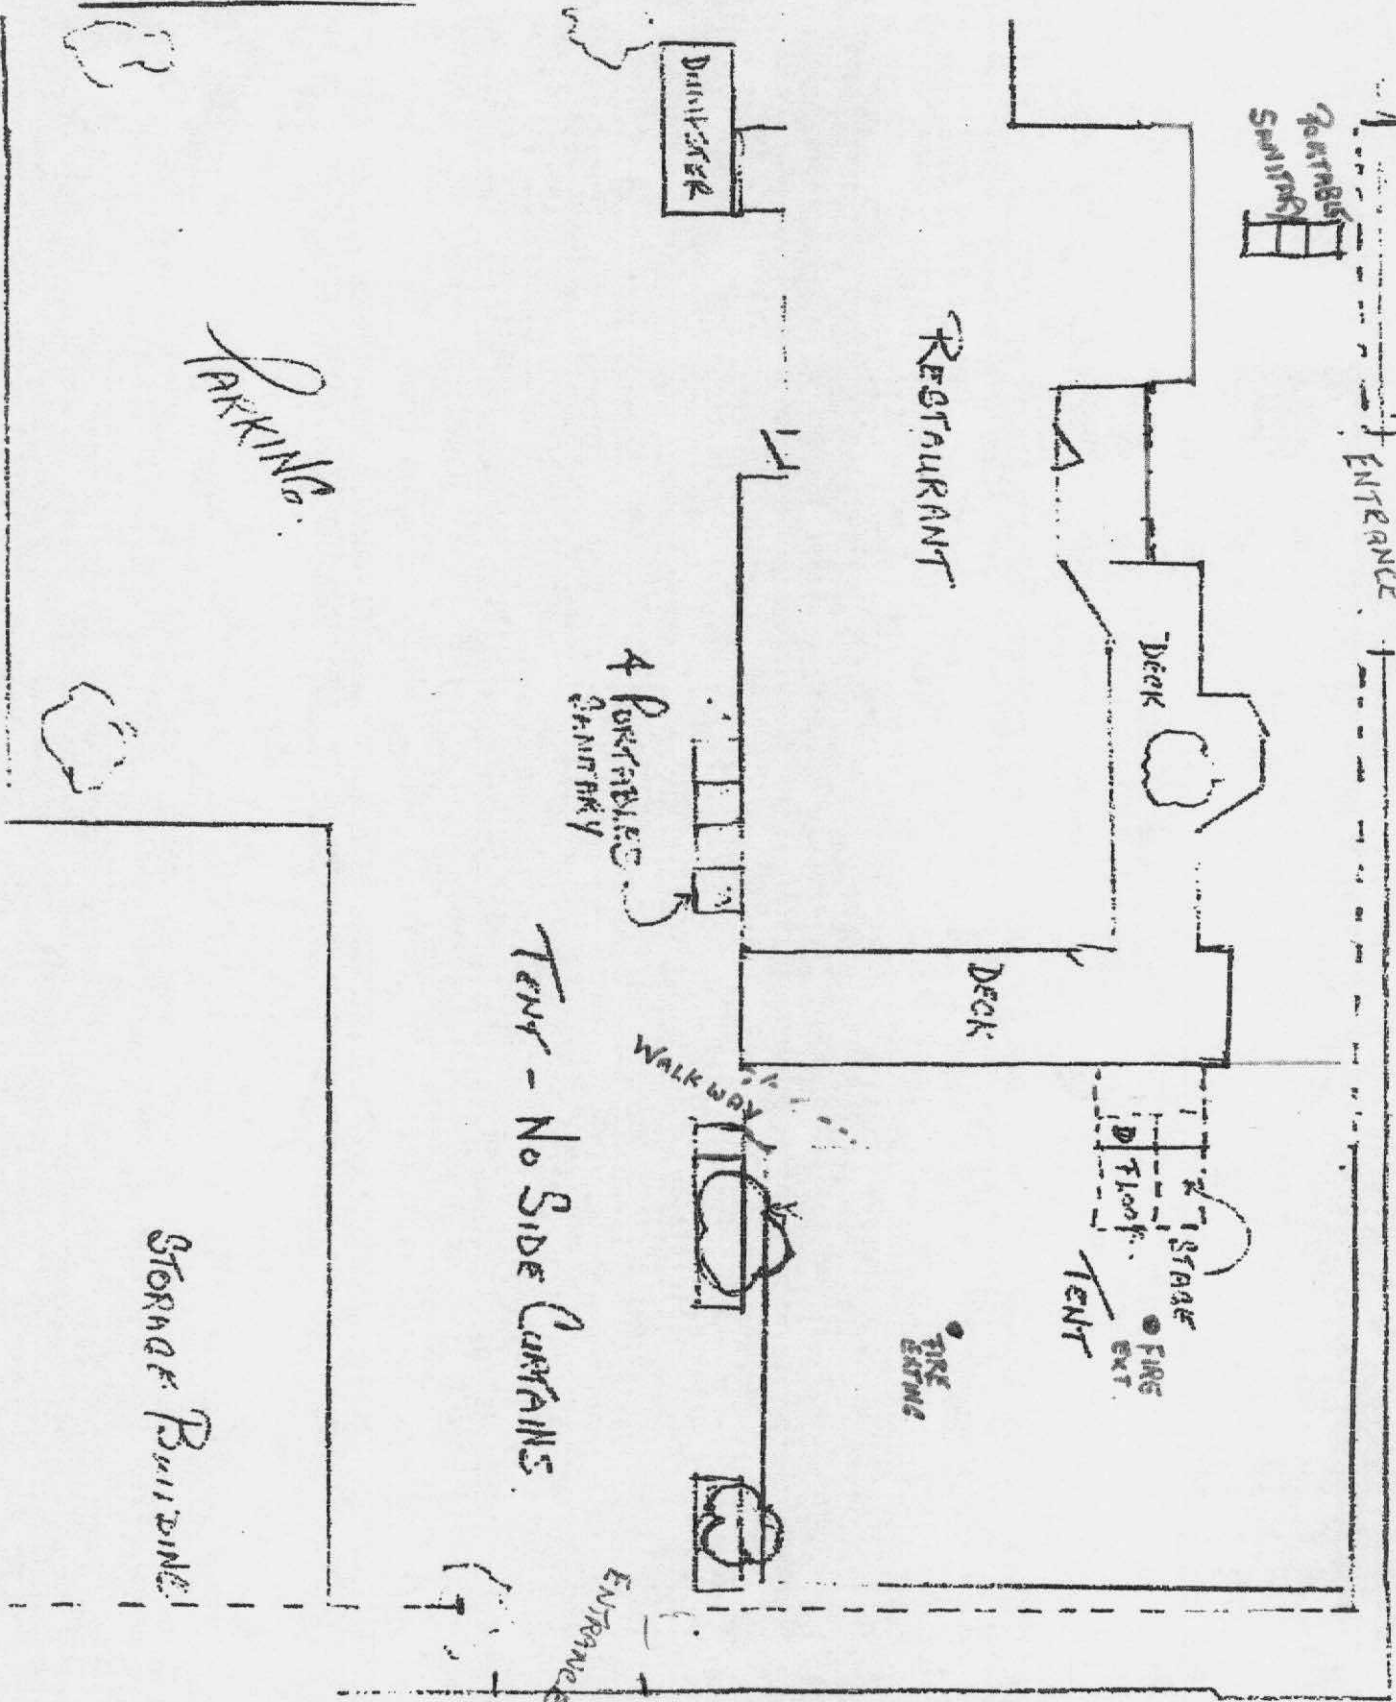 PORTABLE
SANITARY
ENTRANCE
DECK
STAGE
D FLOOR.
FIRE
EXT.
TENT
RESTAURANT
DECK
FIRE
EXTING
DUMPSTER
WALKWAY
4 PORTABLES
SANITARY
TENT - NO SIDE CURTAINS
ENTRANCE
PARKING.
STORAGE BUILDING